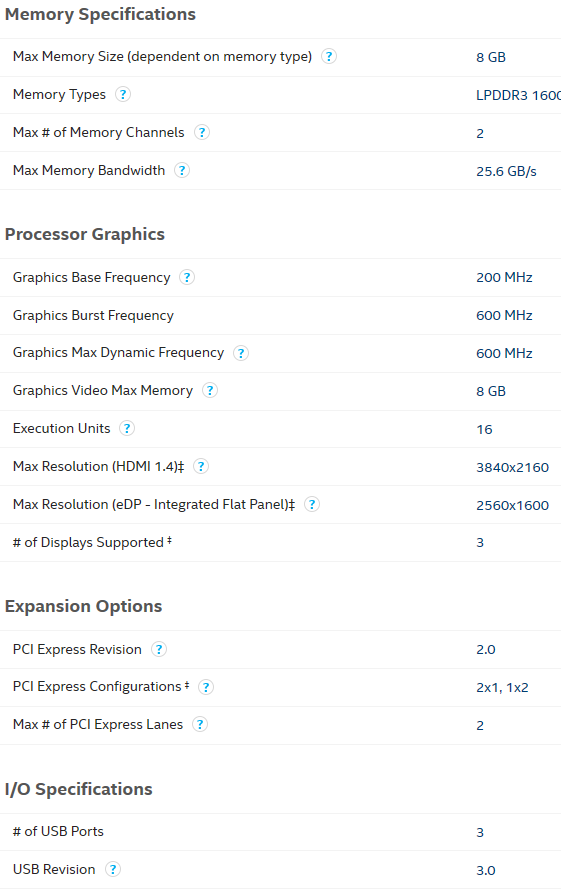 Memory Specifications
Max Memory Size (dependent on memory type) ? 8 GB
Memory Types ? LPDDR3 1600
Max # of Memory Channels ? 2
Max Memory Bandwidth ? 25.6 GB/s
Processor Graphics
Graphics Base Frequency ? 200 MHz
Graphics Burst Frequency 600 MHz
Graphics Max Dynamic Frequency ? 600 MHz
Graphics Video Max Memory ? 8 GB
Execution Units ? 16
Max Resolution (HDMI 1.4)‡ ? 3840x2160
Max Resolution (eDP - Integrated Flat Panel)‡ ? 2560x1600
# of Displays Supported ‡ 3
Expansion Options
PCI Express Revision ? 2.0
PCI Express Configurations ‡ ? 2x1, 1x2
Max # of PCI Express Lanes ? 2
I/O Specifications
# of USB Ports 3
USB Revision ? 3.0